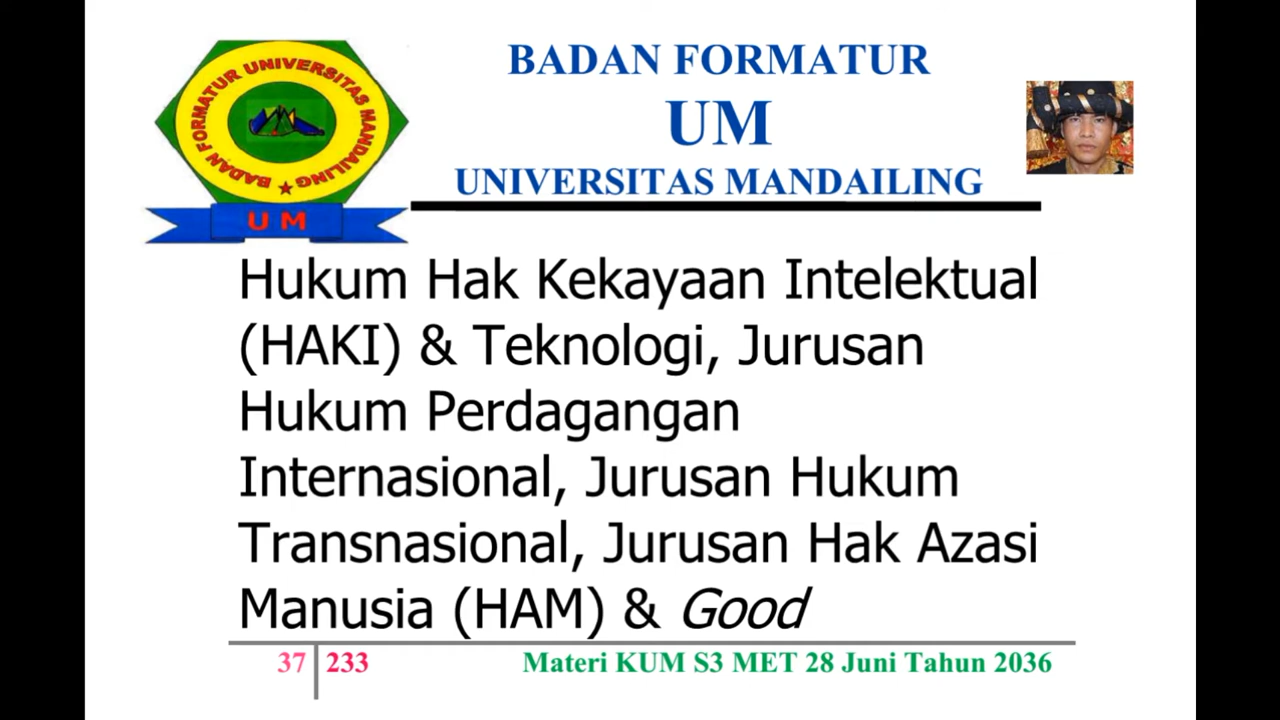 BADAN FORMATUR UNIVERSITAS MANDAILING
BADAN FORMATUR
UM
UNIVERSITAS MANDAILING
U M
Hukum Hak Kekayaan Intelektual
(HAKI) & Teknologi, Jurusan
Hukum Perdagangan
Internasional, Jurusan Hukum
Transnasional, Jurusan Hak Azasi
Manusia (HAM) & Good
37 233 Materi KUM S3 MET 28 Juni Tahun 2036